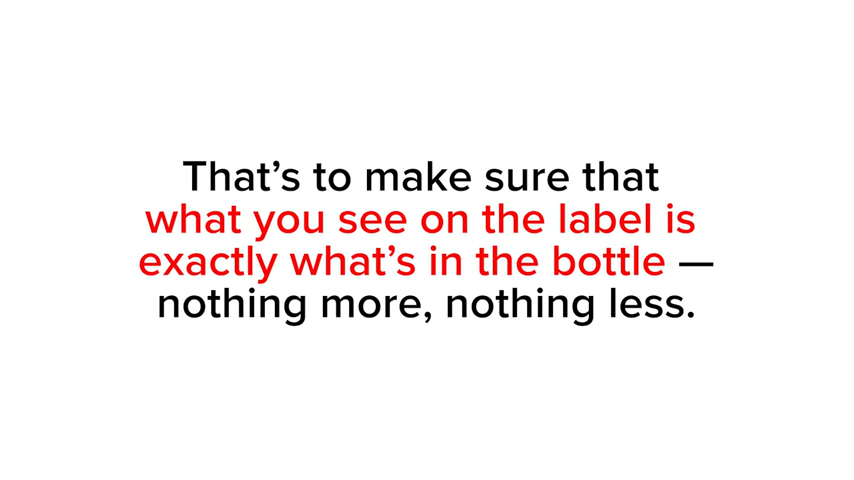 That’s to make sure that
what you see on the label is
exactly what’s in the bottle —
nothing more, nothing less.